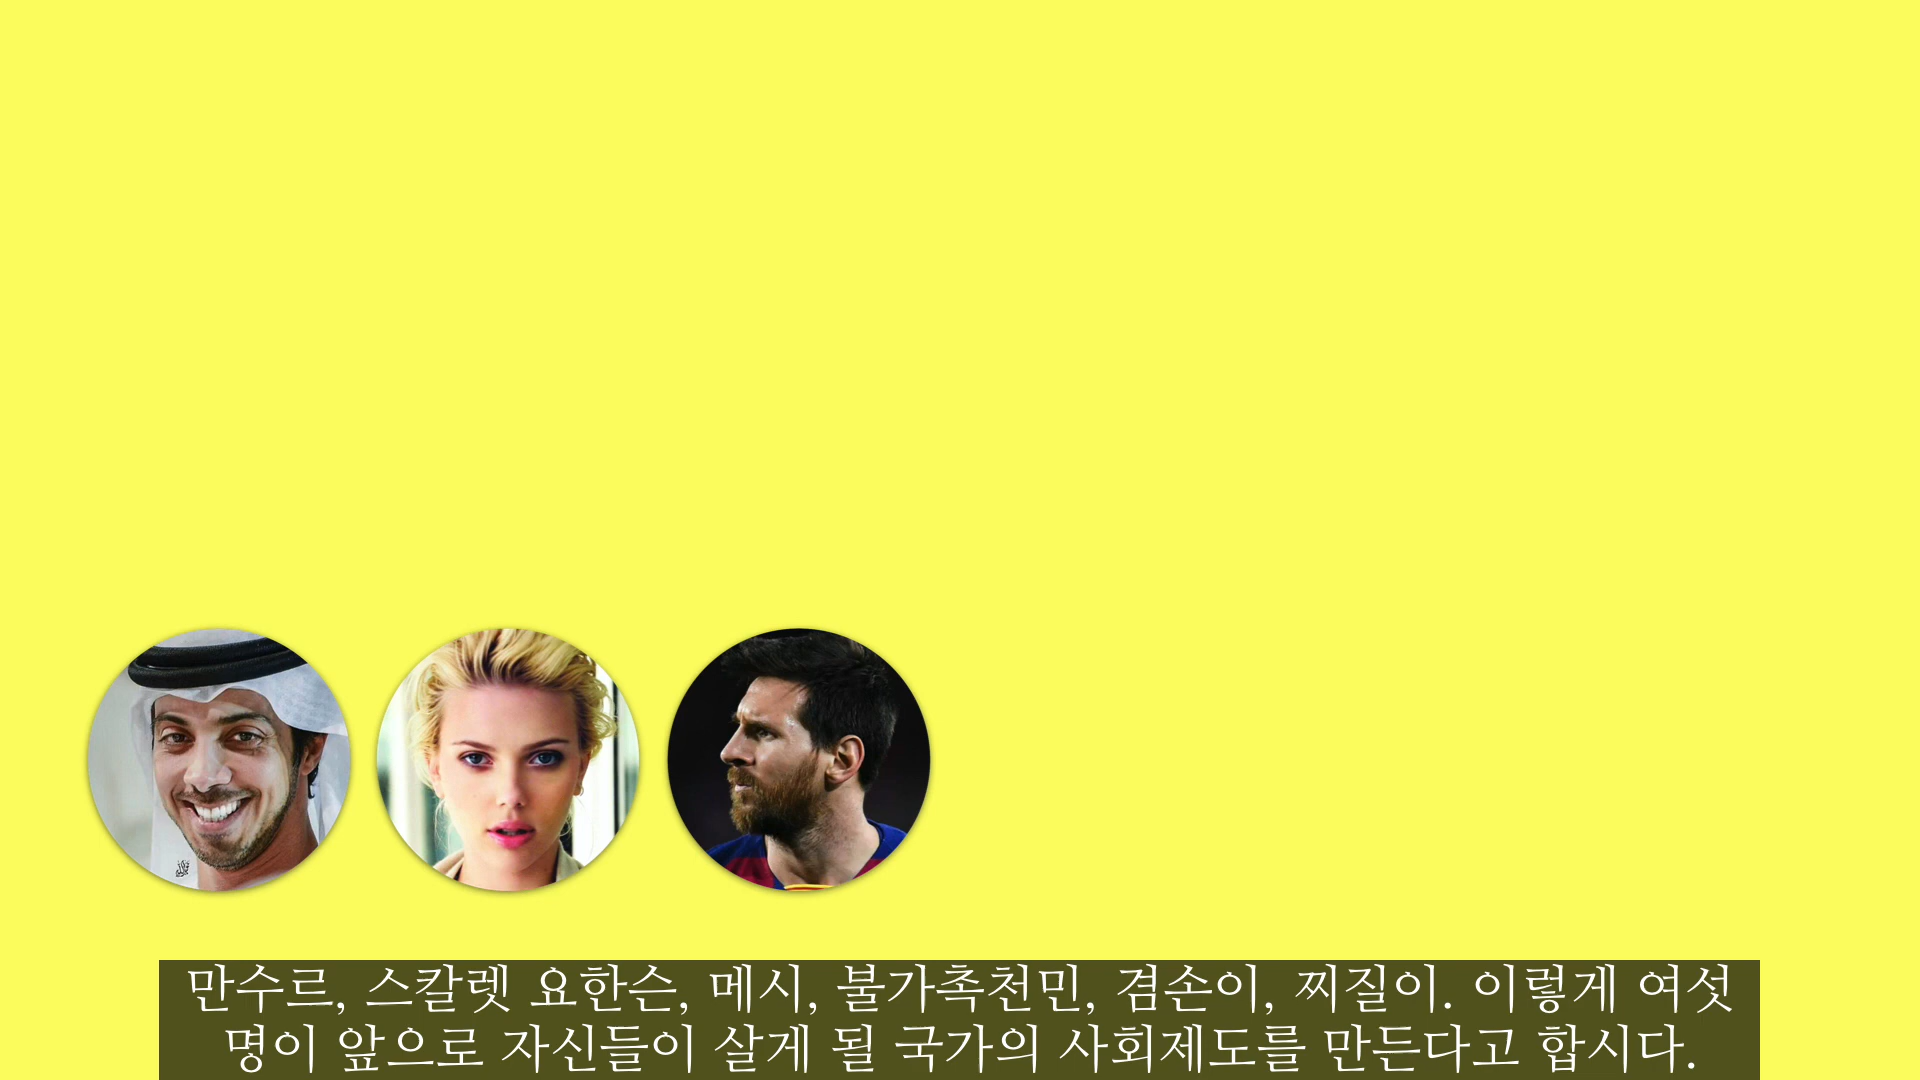 만수르, 스칼렛 요한슨, 메시, 불가촉천민, 겸손이, 찌질이. 이렇게 여섯
명이 앞으로 자신들이 살게 될 국가의 사회제도를 만든다고 합시다.